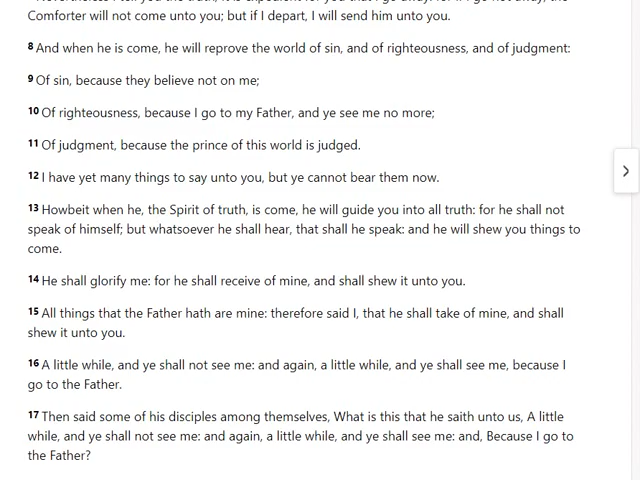 Comforter will not come unto you; but if I depart, I will send him unto you.
8 And when he is come, he will reprove the world of sin, and of righteousness, and of judgment:
9 Of sin, because they believe not on me;
10 Of righteousness, because I go to my Father, and ye see me no more;
11 Of judgment, because the prince of this world is judged.
12 I have yet many things to say unto you, but ye cannot bear them now.
13 Howbeit when he, the Spirit of truth, is come, he will guide you into all truth: for he shall not
speak of himself; but whatsoever he shall hear, that shall he speak: and he will shew you things to
come.
14 He shall glorify me: for he shall receive of mine, and shall shew it unto you.
15 All things that the Father hath are mine: therefore said I, that he shall take of mine, and shall
shew it unto you.
16 A little while, and ye shall not see me: and again, a little while, and ye shall see me, because I
go to the Father.
17 Then said some of his disciples among themselves, What is this that he saith unto us, A little
while, and ye shall not see me: and again, a little while, and ye shall see me: and, Because I go to
the Father?